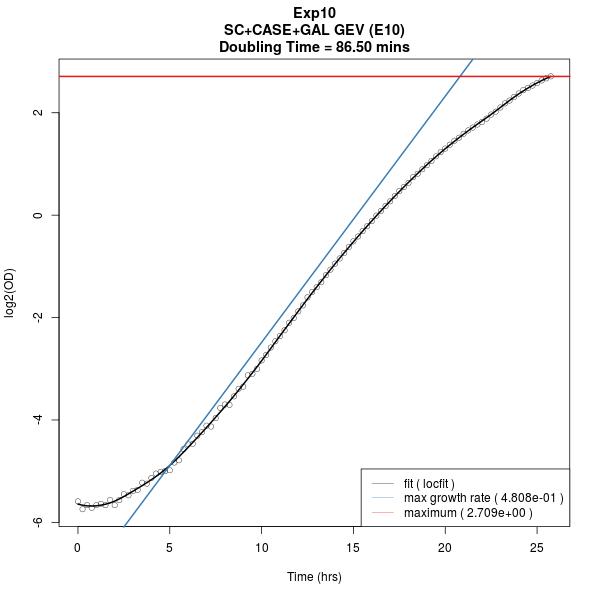 Exp10
SC+CASE+GAL GEV (E10)
Doubling Time = 86.50 mins
log2(OD)
2
0
-2
-4
-6
fit ( locfit )
max growth rate ( 4.808e-01 )
maximum ( 2.709e+00 )
0 5 10 15 20 25
Time (hrs)